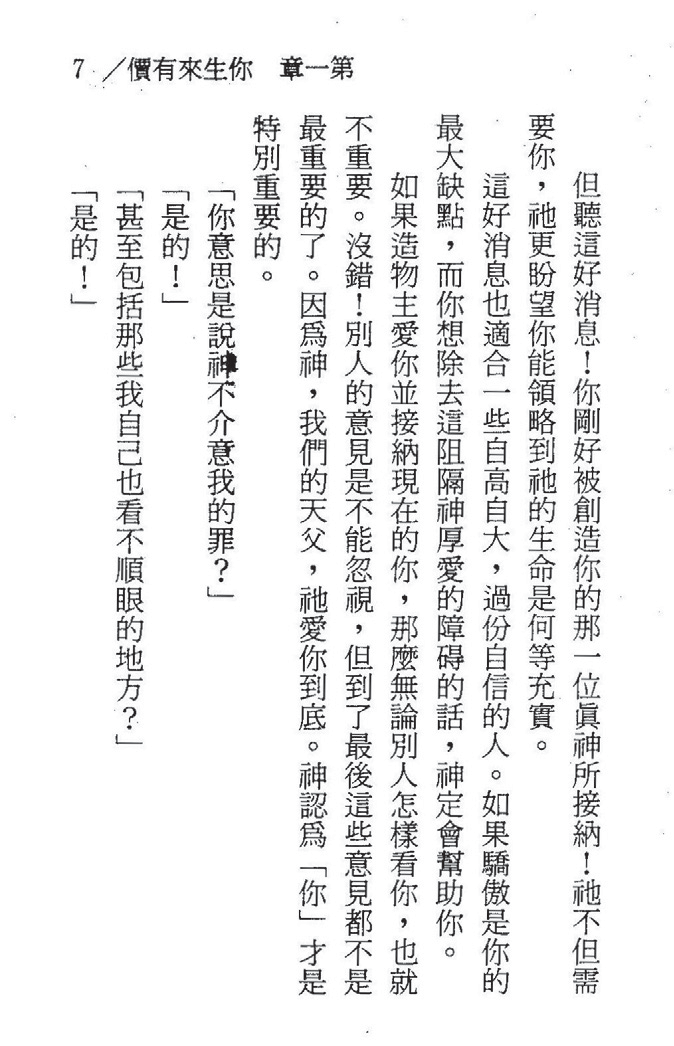 第一章　你生來有價／7
但聽這好消息！你剛好被創造你的那一位眞神所接納！祂不但需
要你，祂更盼望你能領略到祂的生命是何等充實。
這好消息也適合一些自高自大，過份自信的人。如果驕傲是你的
最大缺點，而你想除去這阻隔神厚愛的障碍的話，神定會幫助你。
如果造物主愛你並接納現在的你，那麼無論別人怎樣看你，也就
不重要。沒錯！別人的意見是不能忽視，但到了最後這些意見都不是
最重要的了。因爲神，我們的天父，祂愛你到底。神認爲「你」才是
特別重要的。
「你意思是說神不介意我的罪？」
「是的！」
「甚至包括那些我自己也看不順眼的地方？」
「是的！」